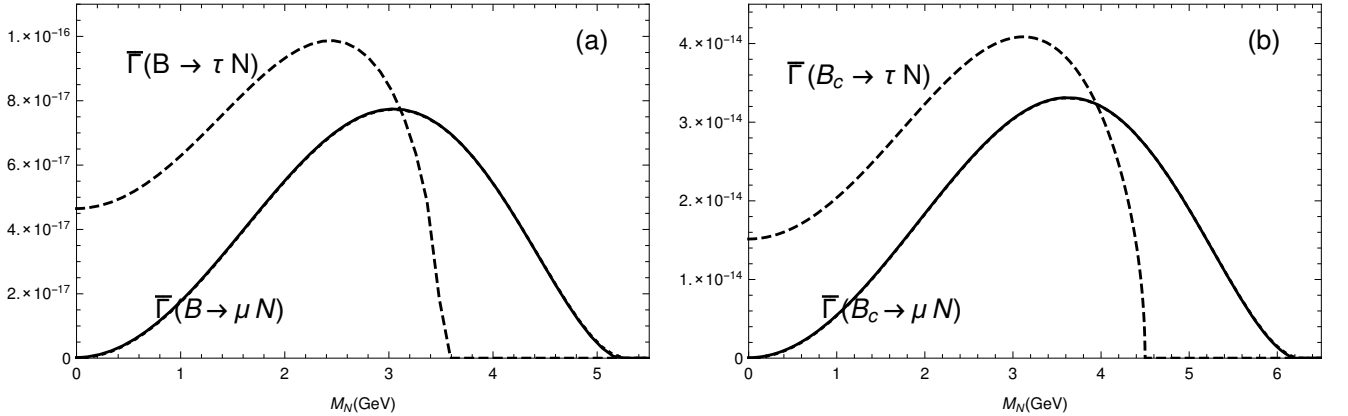 (a)
Γ̅(B → τ N)
Γ̅(B → μ N)
1.×10⁻¹⁶
8.×10⁻¹⁷
6.×10⁻¹⁷
4.×10⁻¹⁷
2.×10⁻¹⁷
0
0 1 2 3 4 5
M_N(GeV)
(b)
Γ̅(B_c → τ N)
Γ̅(B_c → μ N)
4.×10⁻¹⁴
3.×10⁻¹⁴
2.×10⁻¹⁴
1.×10⁻¹⁴
0
0 1 2 3 4 5 6
M_N(GeV)